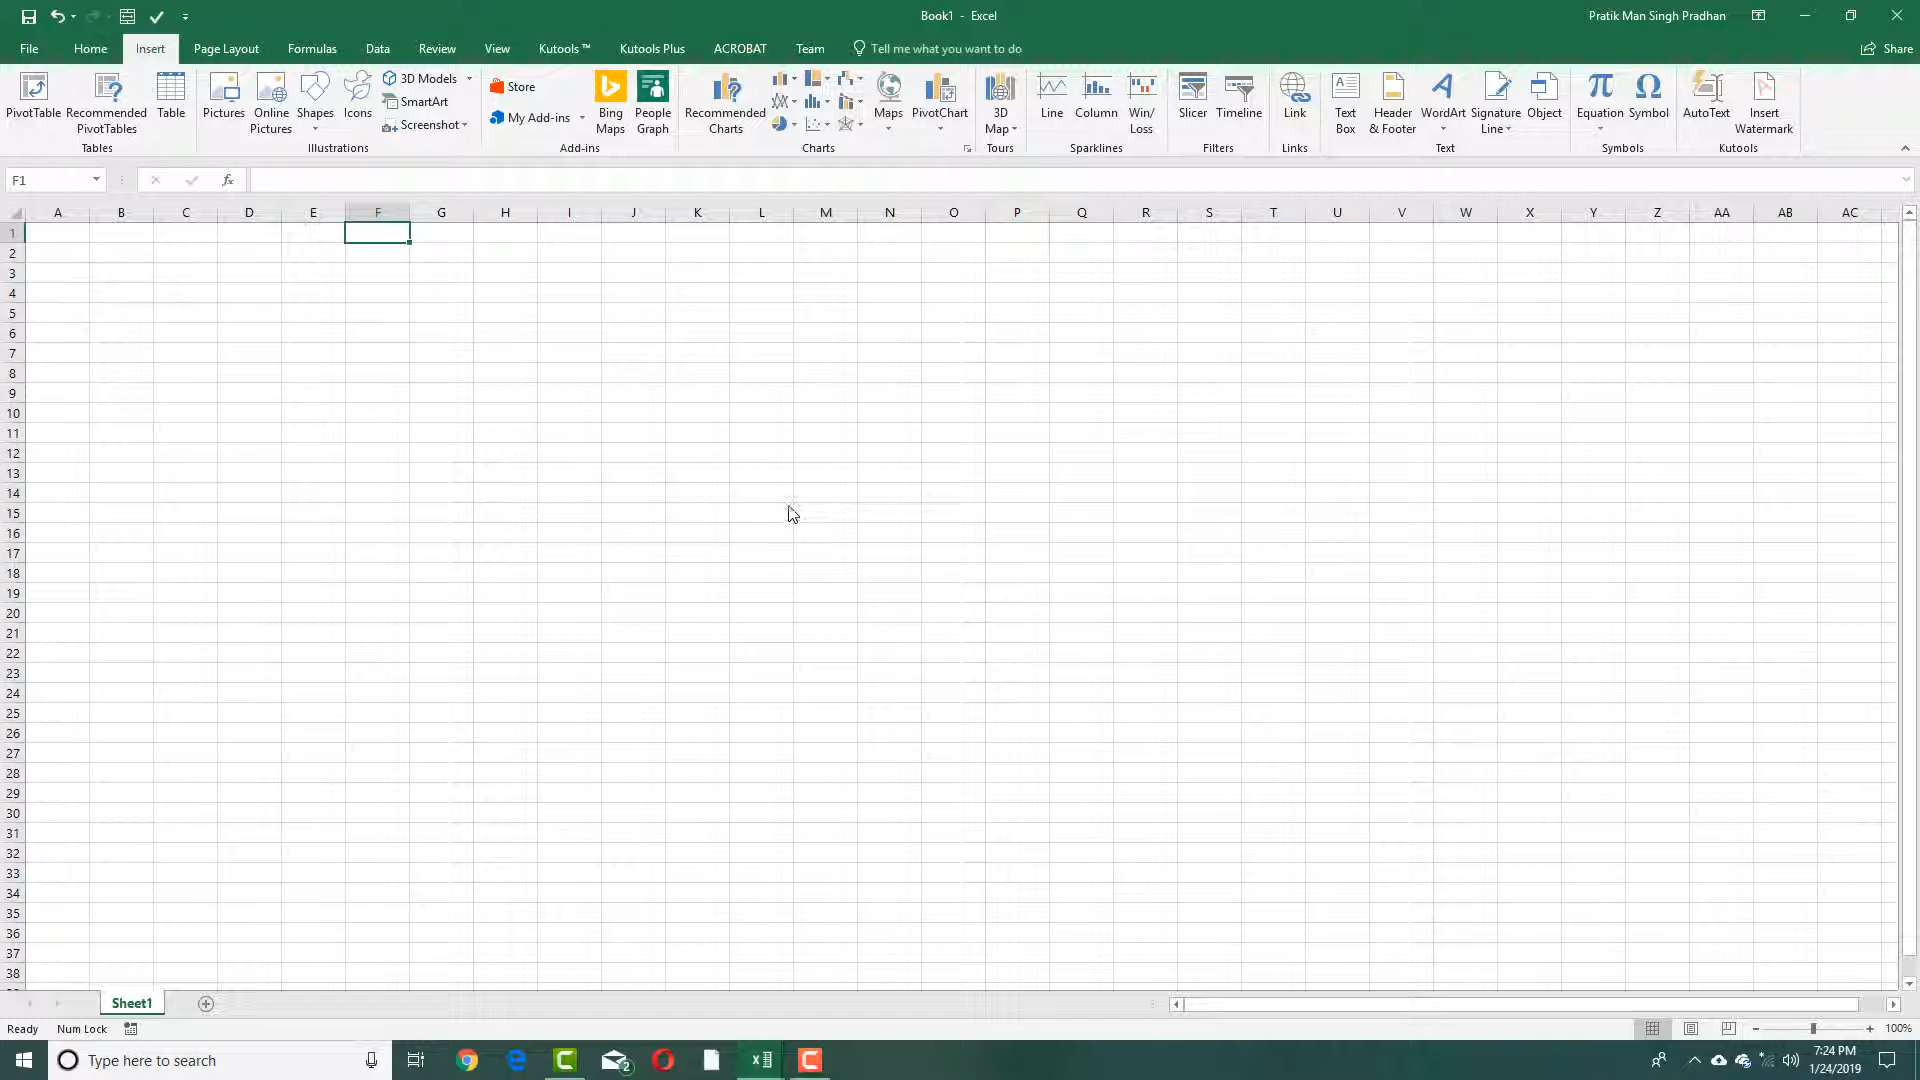 Book1 - Excel
Pratik Man Singh Pradhan
File Home Insert Page Layout Formulas Data Review View Kutools ™ Kutools Plus ACROBAT Team Tell me what you want to do Share
PivotTable
Recommended
PivotTables
Table
Tables
Pictures
Online
Pictures
Shapes
Icons
3D Models
SmartArt
Screenshot
Illustrations
Store
My Add-ins
Bing
Maps
People
Graph
Add-ins
Recommended
Charts
Maps
PivotChart
Charts
3D
Map
Tours
Line
Column
Win/
Loss
Sparklines
Slicer
Timeline
Filters
Link
Links
Text
Box
Header
& Footer
WordArt
Signature
Line
Object
Text
Equation
Symbol
Symbols
AutoText
Insert
Watermark
Kutools
F1
fx
A B C D E F G H I J K L M N O P Q R S T U V W X Y Z AA AB AC
1
2
3
4
5
6
7
8
9
10
11
12
13
14
15
16
17
18
19
20
21
22
23
24
25
26
27
28
29
30
31
32
33
34
35
36
37
38
Sheet1
Ready Num Lock
100%
Type here to search
2
7:24 PM
1/24/2019